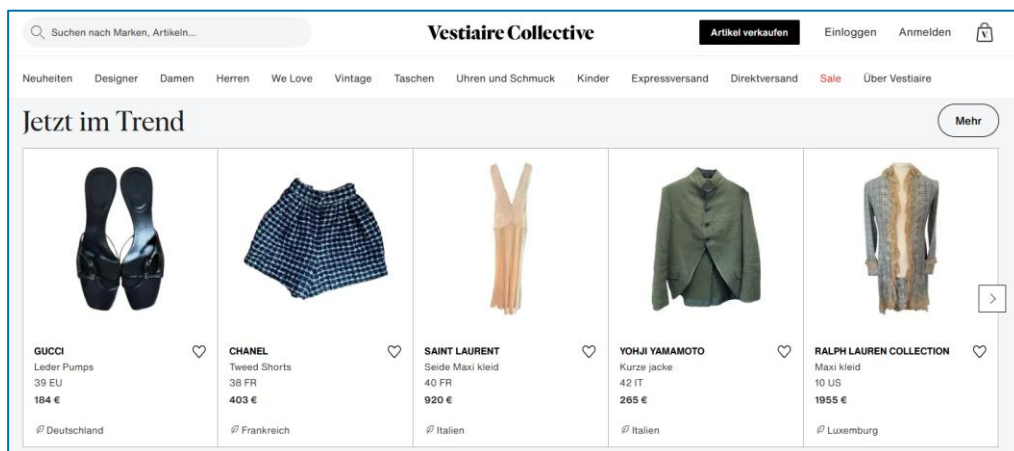 Suchen nach Marken, Artikeln...
Vestiaire Collective
Artikel verkaufen
Einloggen
Anmelden
V
Neuheiten Designer Damen Herren We Love Vintage Taschen Uhren und Schmuck Kinder Expressversand Direktversand Sale Über Vestiaire
Jetzt im Trend
Mehr
GUCCI
Leder Pumps
39 EU
184 €
Deutschland
CHANEL
Tweed Shorts
38 FR
403 €
Frankreich
SAINT LAURENT
Seide Maxi kleid
40 FR
920 €
Italien
YOHJI YAMAMOTO
Kurze jacke
42 IT
265 €
Italien
RALPH LAUREN COLLECTION
Maxi kleid
10 US
1955 €
Luxemburg